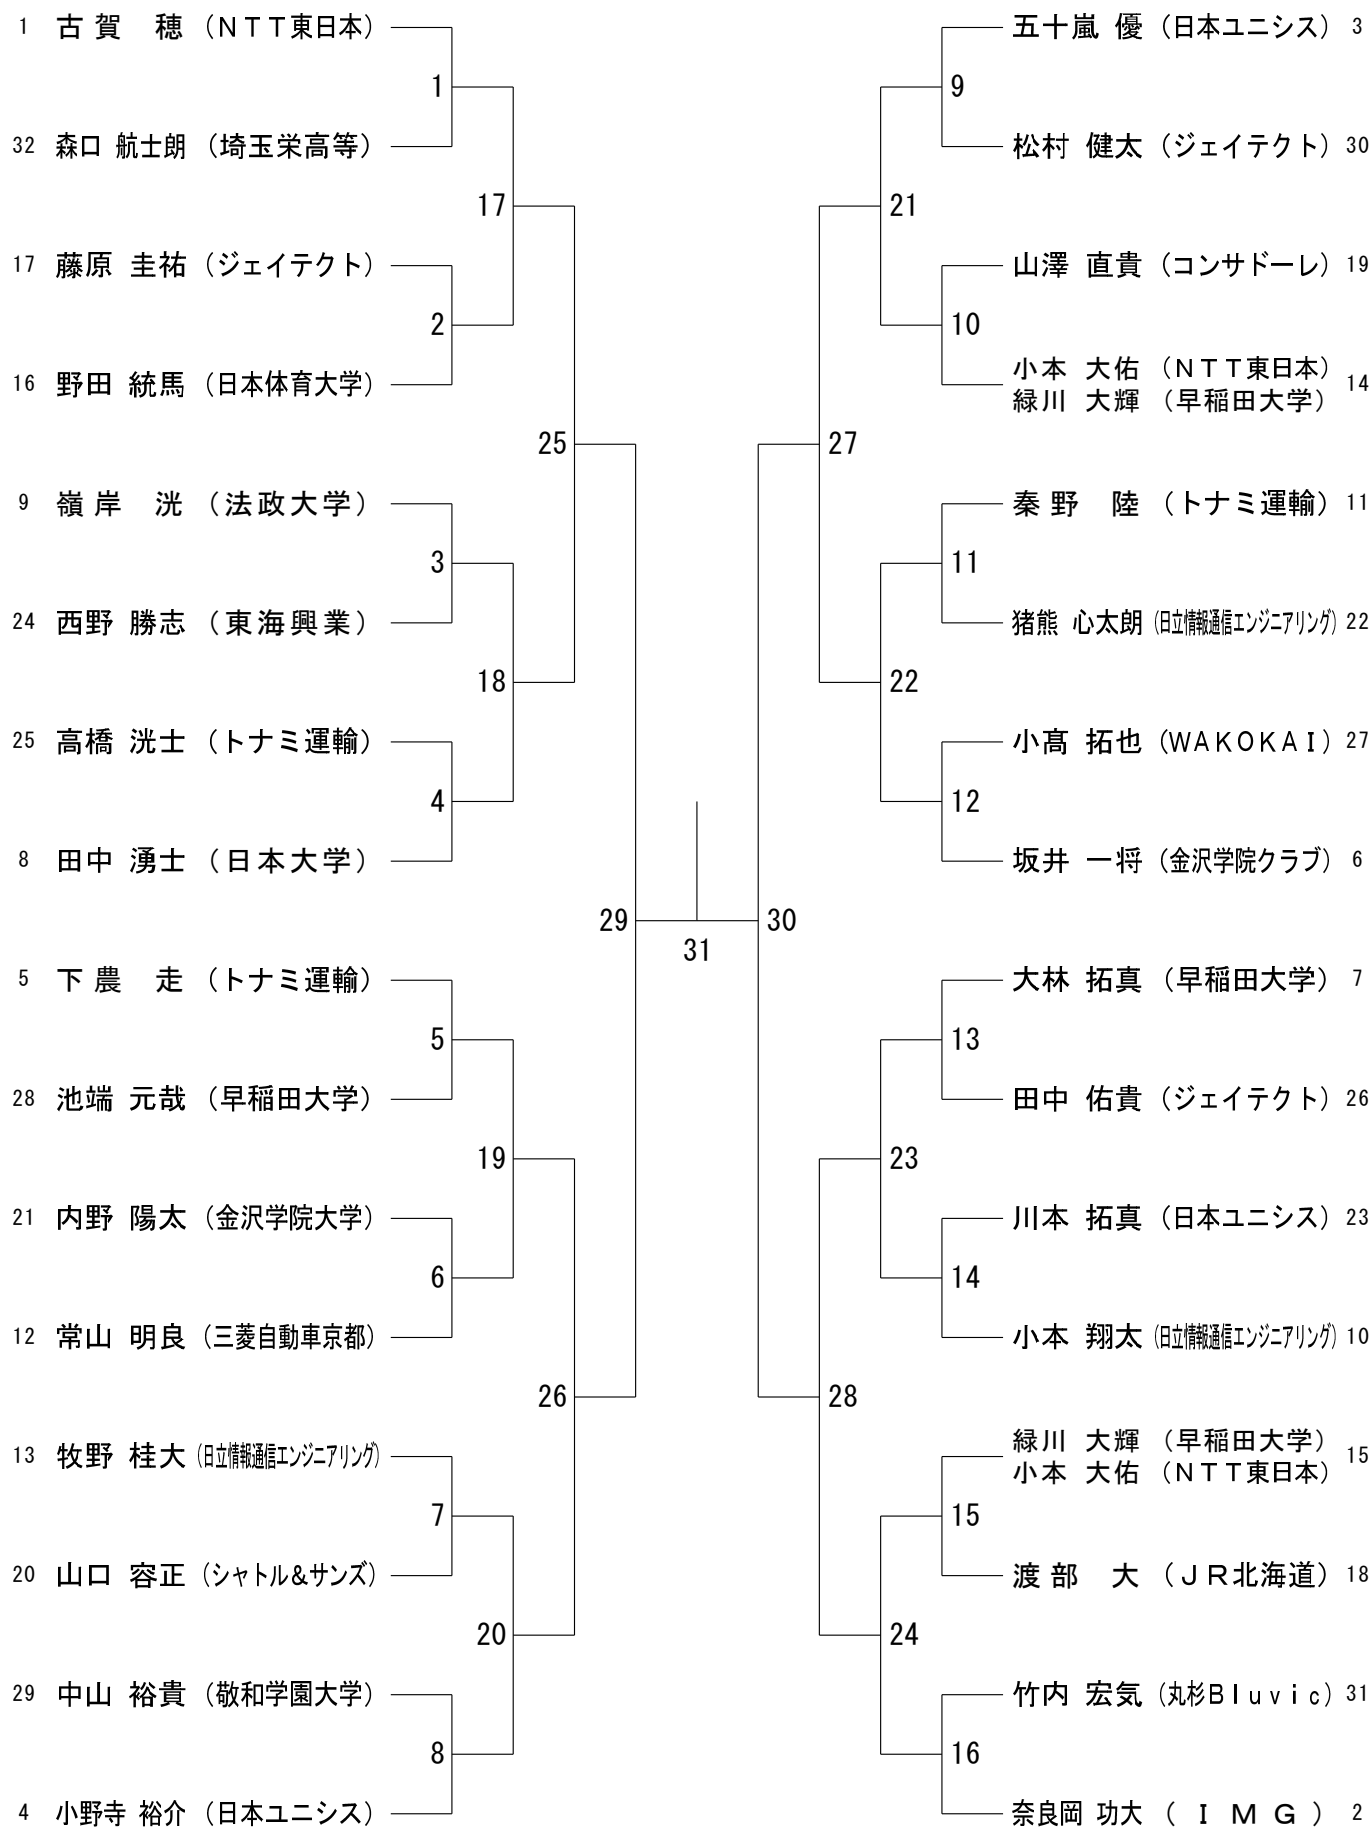 1 古賀 穂 (NTT東日本)
1
32 森口 航士朗 (埼玉栄高等)
17
17 藤原 圭祐 (ジェイテクト)
2
16 野田 統馬 (日本体育大学)
25
9 嶺岸 洸 (法政大学)
3
24 西野 勝志 (東海興業)
18
25 高橋 洸士 (トナミ運輸)
4
8 田中 湧士 (日本大学)
29
5 下農 走 (トナミ運輸)
5
28 池端 元哉 (早稲田大学)
19
21 内野 陽太 (金沢学院大学)
6
12 常山 明良 (三菱自動車京都)
26
13 牧野 桂大 (日立情報通信エンジニアリング)
7
20 山口 容正 (シャトル&サンズ)
20
29 中山 裕貴 (敬和学園大学)
8
4 小野寺 裕介 (日本ユニシス)
31
五十嵐 優 (日本ユニシス) 3
9
松村 健太 (ジェイテクト) 30
21
山澤 直貴 (コンサドーレ) 19
10
小本 大佑 (NTT東日本)
緑川 大輝 (早稲田大学)
14
27
秦野 陸 (トナミ運輸) 11
11
猪熊 心太朗 (日立情報通信エンジニアリング) 22
22
小髙 拓也 (WAKOKAI) 27
12
坂井 一将 (金沢学院クラブ) 6
30
大林 拓真 (早稲田大学) 7
13
田中 佑貴 (ジェイテクト) 26
23
川本 拓真 (日本ユニシス) 23
14
小本 翔太 (日立情報通信エンジニアリング) 10
28
緑川 大輝 (早稲田大学)
小本 大佑 (NTT東日本)
15
15
渡部 大 (JR北海道) 18
24
竹内 宏気 (丸杉Bluvic) 31
16
奈良岡 功大 (IMG) 2